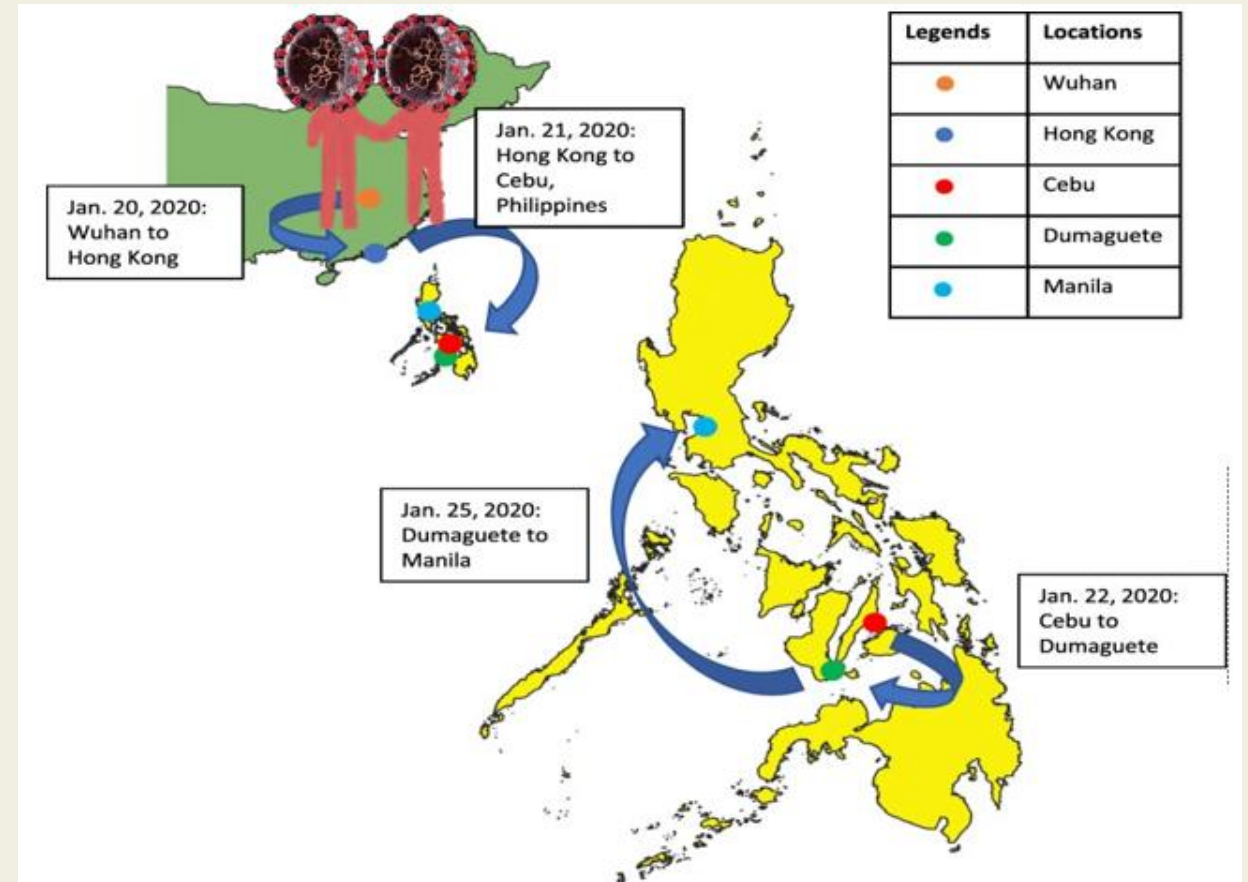 Legends Locations
Wuhan
Hong Kong
Cebu
Dumaguete
Manila
Jan. 21, 2020:
Hong Kong to
Cebu,
Philippines
Jan. 20, 2020:
Wuhan to
Hong Kong
Jan. 25, 2020:
Dumaguete to
Manila
Jan. 22, 2020:
Cebu to
Dumaguete